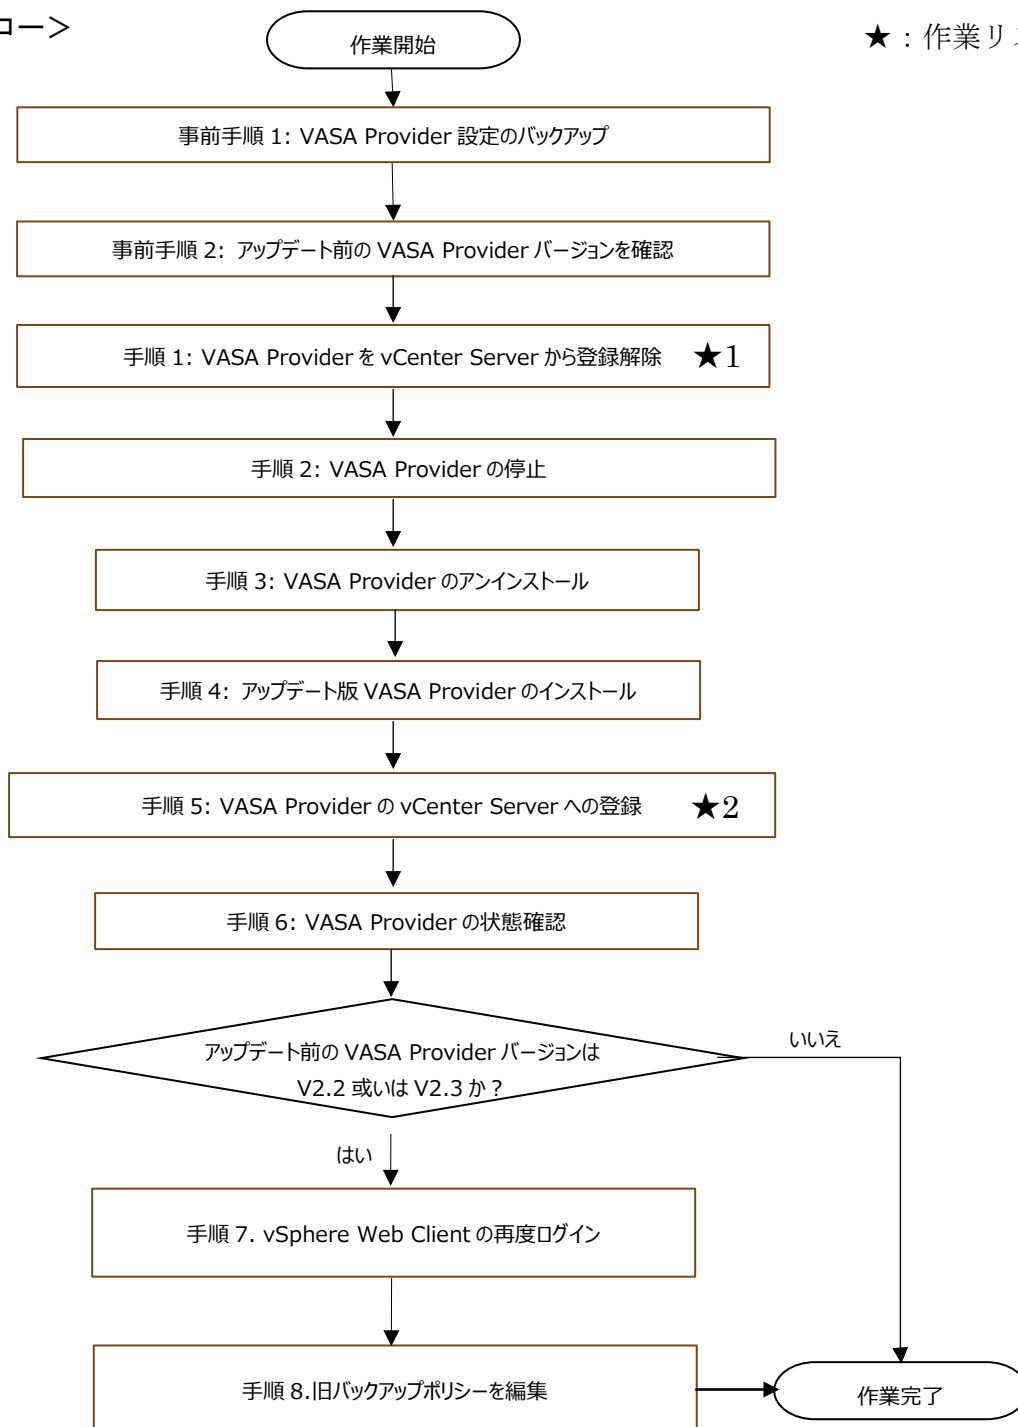 ロー>
★：作業リス
作業開始
事前手順 1: VASA Provider 設定のバックアップ
事前手順 2: アップデート前の VASA Provider バージョンを確認
手順 1: VASA Provider を vCenter Server から登録解除 ★1
手順 2: VASA Provider の停止
手順 3: VASA Provider のアンインストール
手順 4: アップデート版 VASA Provider のインストール
手順 5: VASA Provider の vCenter Server への登録 ★2
手順 6: VASA Provider の状態確認
アップデート前の VASA Provider バージョンは
V2.2 或いは V2.3 か？
いいえ
はい
手順 7. vSphere Web Client の再度ログイン
手順 8.旧バックアップポリシーを編集
作業完了